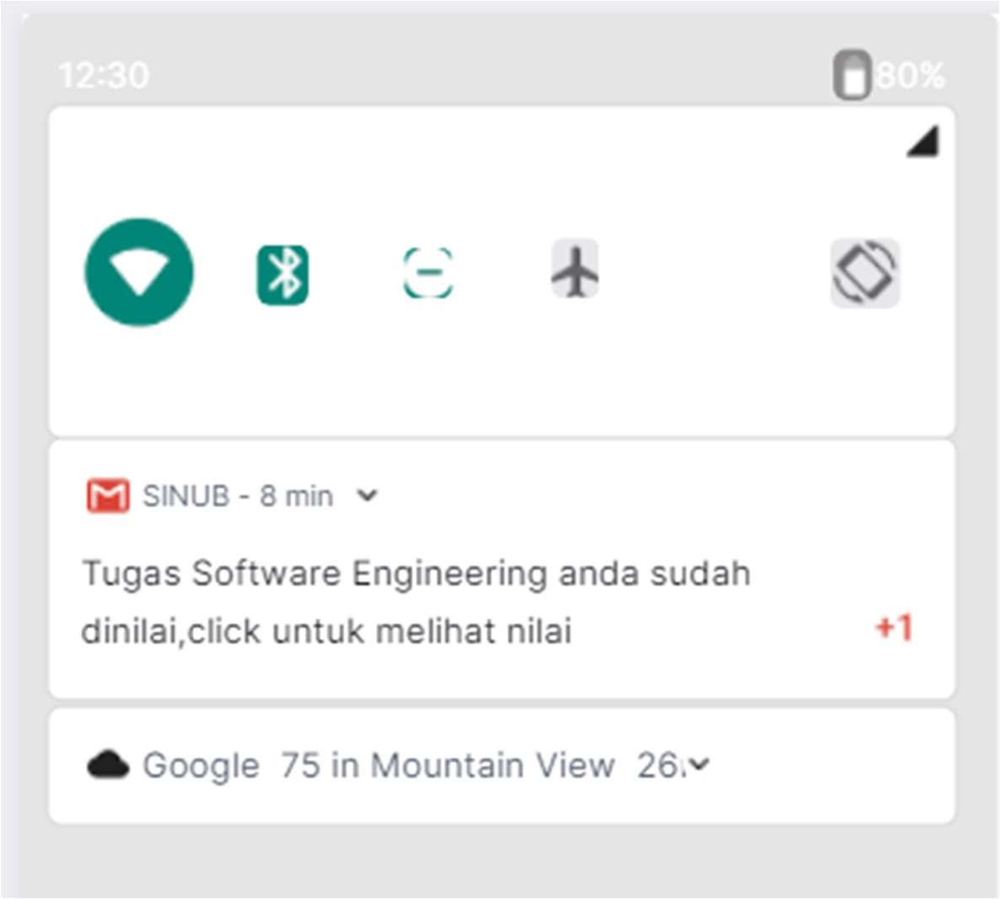 12:30 80%
SINUB - 8 min
Tugas Software Engineering anda sudah
dinilai,click untuk melihat nilai
+1
Google 75 in Mountain View 26